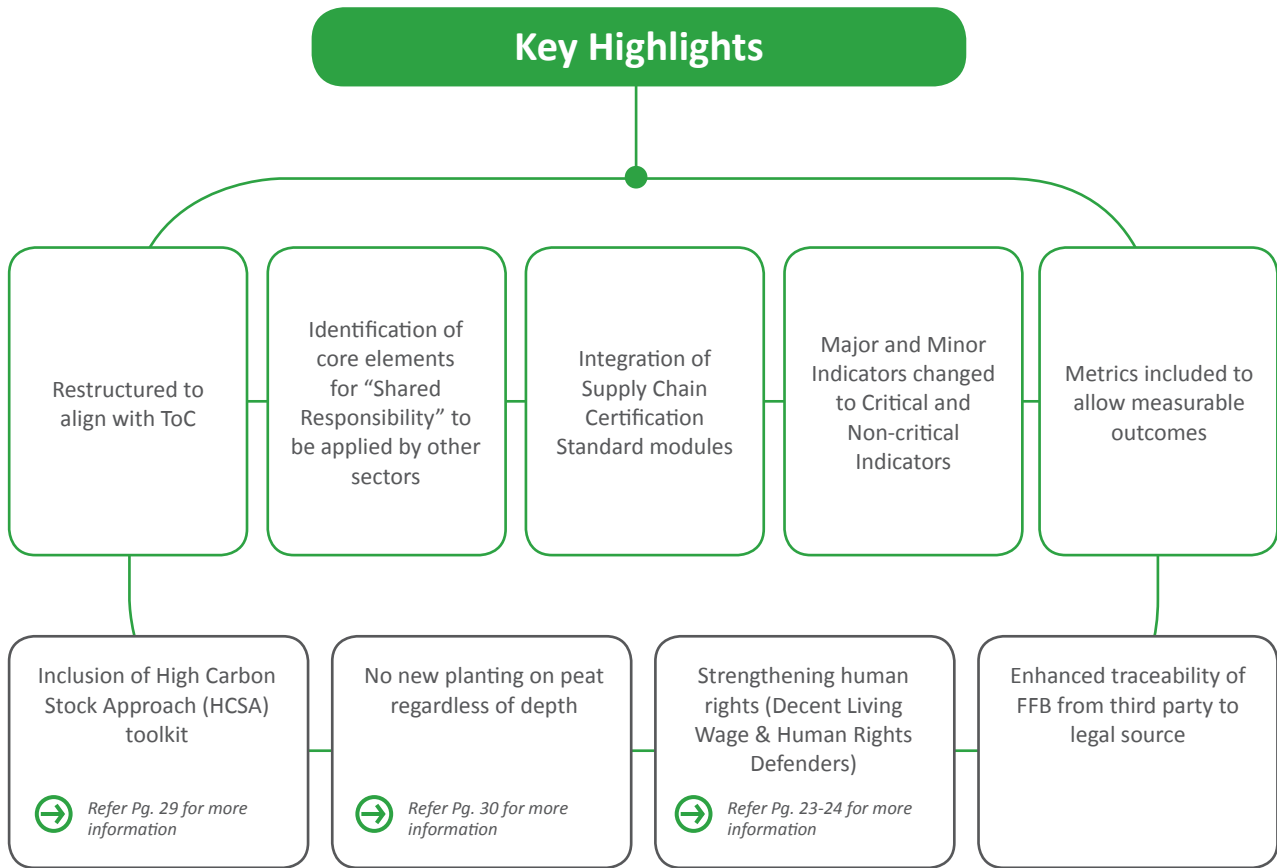 Key Highlights
Restructured to
align with ToC
Identification of
core elements
for “Shared
Responsibility” to
be applied by other
sectors
Integration of
Supply Chain
Certification
Standard modules
Major and Minor
Indicators changed
to Critical and
Non-critical
Indicators
Metrics included to
allow measurable
outcomes
Inclusion of High Carbon
Stock Approach (HCSA)
toolkit
Refer Pg. 29 for more
information
No new planting on peat
regardless of depth
Refer Pg. 30 for more
information
Strengthening human
rights (Decent Living
Wage & Human Rights
Defenders)
Refer Pg. 23-24 for more
information
Enhanced traceability of
FFB from third party to
legal source